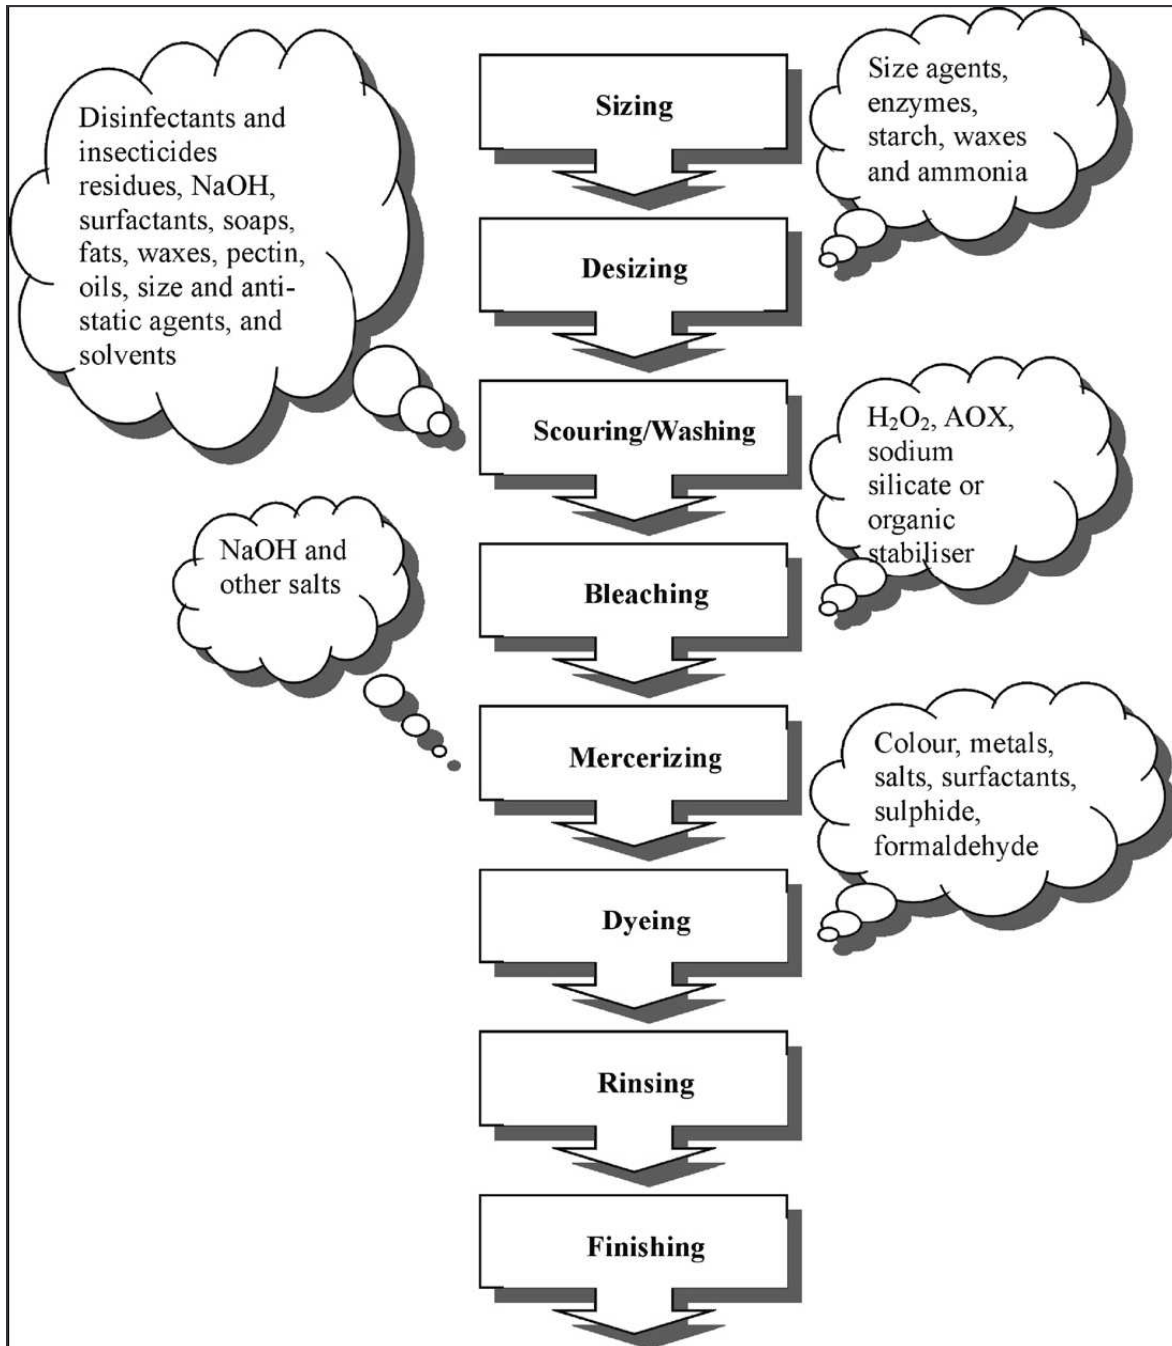 Disinfectants and
insecticides
residues, NaOH,
surfactants, soaps,
fats, waxes, pectin,
oils, size and anti-
static agents, and
solvents
Sizing
Size agents,
enzymes,
starch, waxes
and ammonia
Desizing
Scouring/Washing
H₂O₂, AOX,
sodium
silicate or
organic
stabiliser
NaOH and
other salts
Bleaching
Mercerizing
Colour, metals,
salts, surfactants,
sulphide,
formaldehyde
Dyeing
Rinsing
Finishing